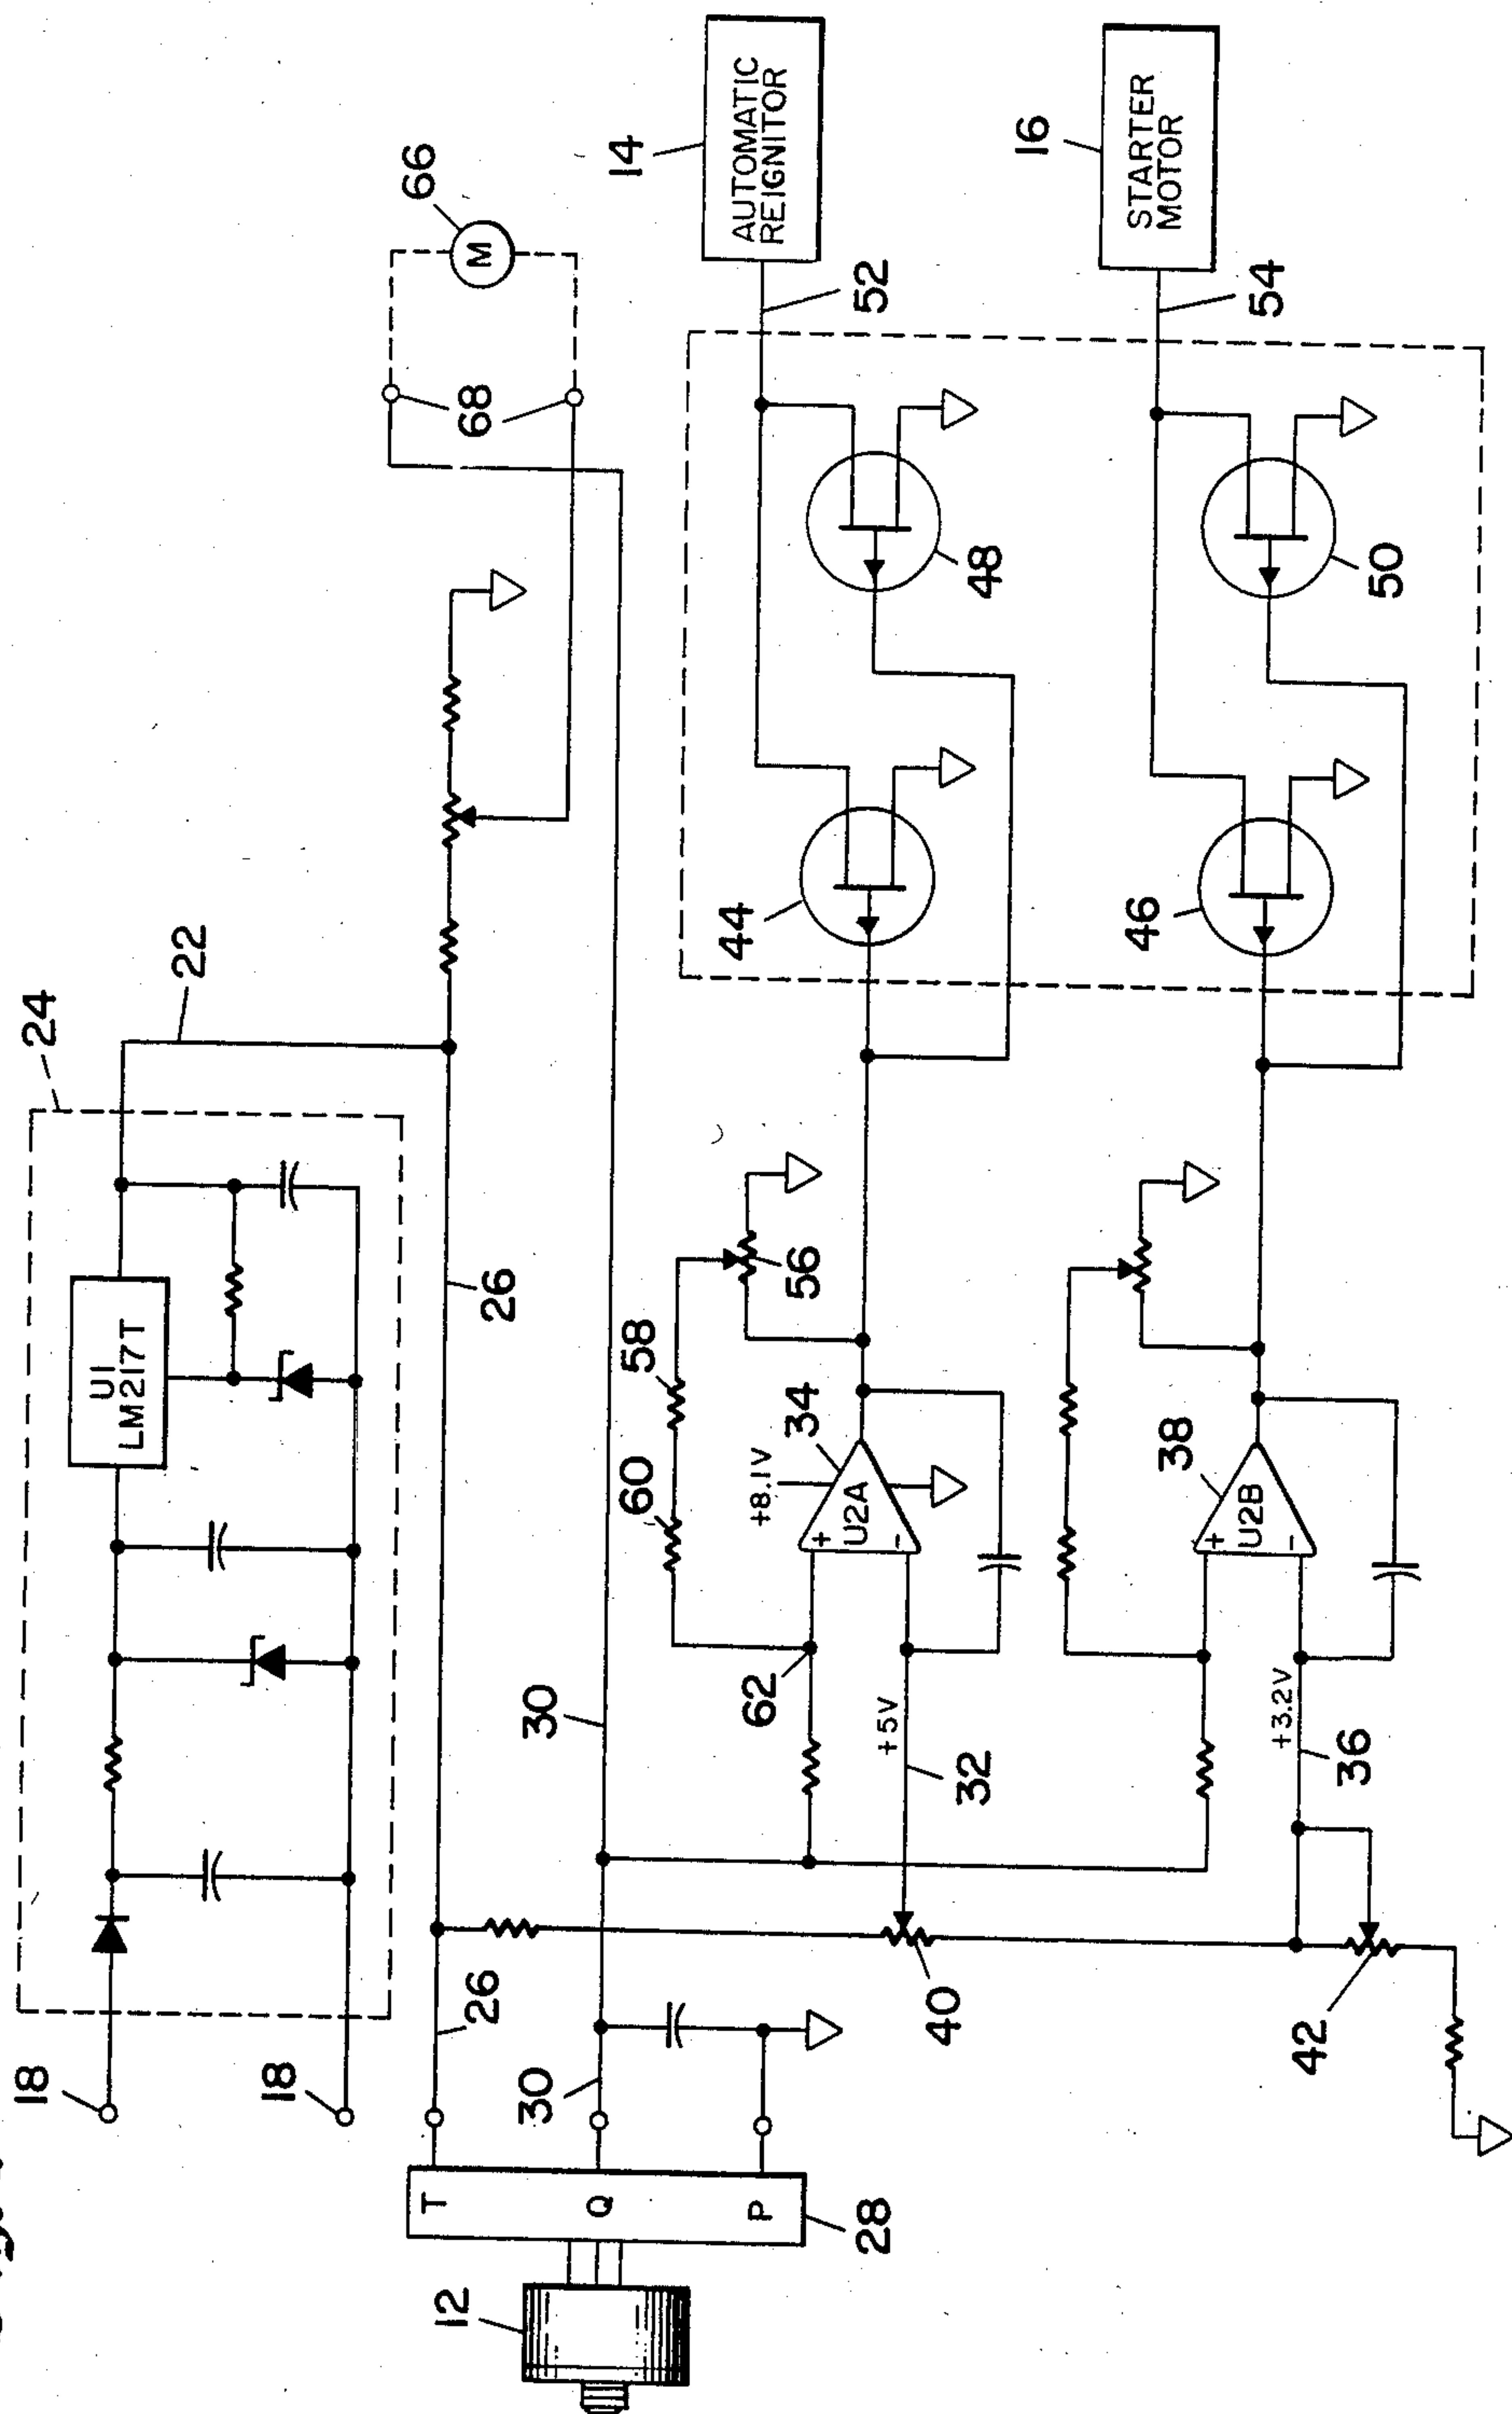 24
22
18
18
U1
LM217T
26
26
66
M
68
30
30
T
Q
P
28
12
60
58
56
+8.1V
34
U2A
+
-
62
+5V
32
40
44
48
52
14
AUTOMATIC
REIGNITOR
38
U2B
+
-
+3.2V
36
42
46
50
54
16
STARTER
MOTOR